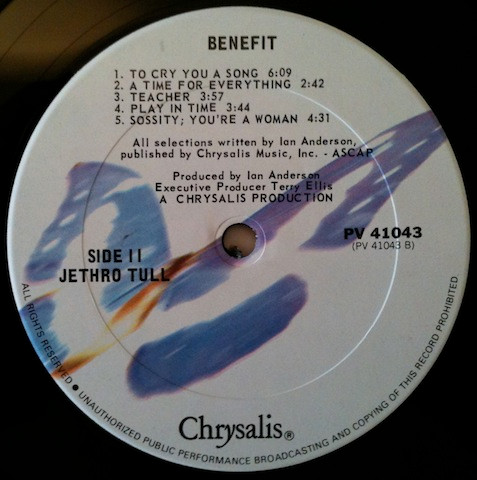 BENEFIT
1. TO CRY YOU A SONG 6:09
2. A TIME FOR EVERYTHING 2:42
3. TEACHER 3:57
4. PLAY IN TIME 3:44
5. SOSSITY; YOU'RE A WOMAN 4:31
All selections written by Ian Anderson,
published by Chrysalis Music, Inc. - ASCAP
Produced by Ian Anderson
Executive Producer Terry Ellis
A CHRYSALIS PRODUCTION
SIDE II
JETHRO TULL
PV 41043
(PV 41043 B)
Chrysalis®
ALL RIGHTS RESERVED ● UNAUTHORIZED PUBLIC PERFORMANCE BROADCASTING AND COPYING OF THIS RECORD PROHIBITED